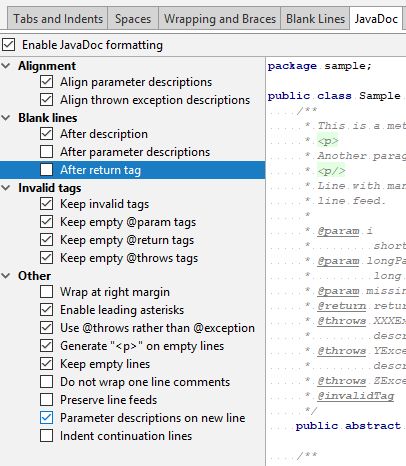 Tabs and Indents Spaces Wrapping and Braces Blank Lines JavaDoc
Enable JavaDoc formatting
Alignment
Align parameter descriptions
Align thrown exception descriptions
Blank lines
After description
After parameter descriptions
After return tag
Invalid tags
Keep invalid tags
Keep empty @param tags
Keep empty @return tags
Keep empty @throws tags
Other
Wrap at right margin
Enable leading asterisks
Use @throws rather than @exception
Generate "<p>" on empty lines
Keep empty lines
Do not wrap one line comments
Preserve line feeds
Parameter descriptions on new line
Indent continuation lines
package sample;
public class Sample
/**
* This is a met
* <p>
* Another parag
* <p/>
* Line with man
* line feed.
*
* @param i
short
* @param longPa
long
* @param missin
* @return retur
* @throws XXXEx
descr
* @throws YExce
descr
* @throws ZExce
* @invalidTag
*/
public abstract
/**